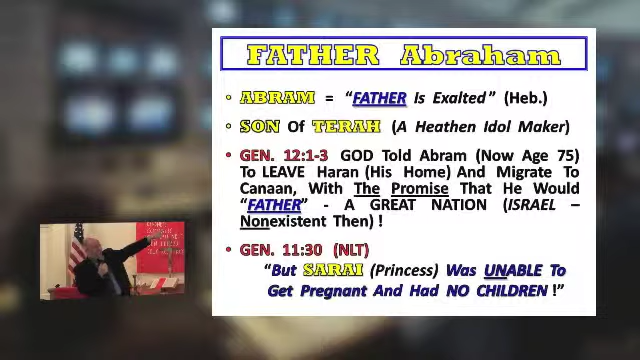 FATHER Abraham
• ABRAM = “FATHER Is Exalted” (Heb.)
• SON Of TERAH (A Heathen Idol Maker)
• GEN. 12:1-3 GOD Told Abram (Now Age 75)
To LEAVE Haran (His Home) And Migrate To
Canaan, With The Promise That He Would
“FATHER” - A GREAT NATION (ISRAEL –
Nonexistent Then) !
• GEN. 11:30 (NLT)
“But SARAI (Princess) Was UNABLE To
Get Pregnant And Had NO CHILDREN !”